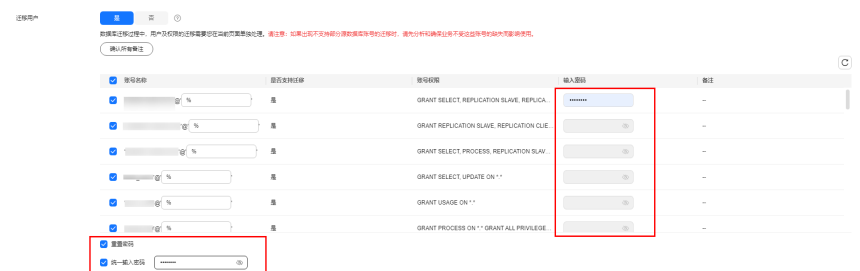 迁移用户 是 否
数据库迁移过程中，用户及权限的迁移需要您在当前页面单独处理。请注意：如果出现不支持部分源数据库账号的迁移时，请先分析和确保业务不受这些账号的缺失而影响使用。
确认所有备注
账号名称 是否支持迁移 账号权限 输入密码 备注
@' % ' 是 GRANT SELECT, REPLICATION SLAVE, REPLICA... •••••••• --
@' % ' 是 GRANT REPLICATION SLAVE, REPLICATION CLIE... --
@' % ' 是 GRANT SELECT, PROCESS, REPLICATION SLAV... --
@' % ' 是 GRANT SELECT, UPDATE ON *.* --
@' % ' 是 GRANT USAGE ON *.* --
@' % ' 是 GRANT PROCESS ON *.* GRANT ALL PRIVILEGE... --
重置密码
统一输入密码 ••••••••